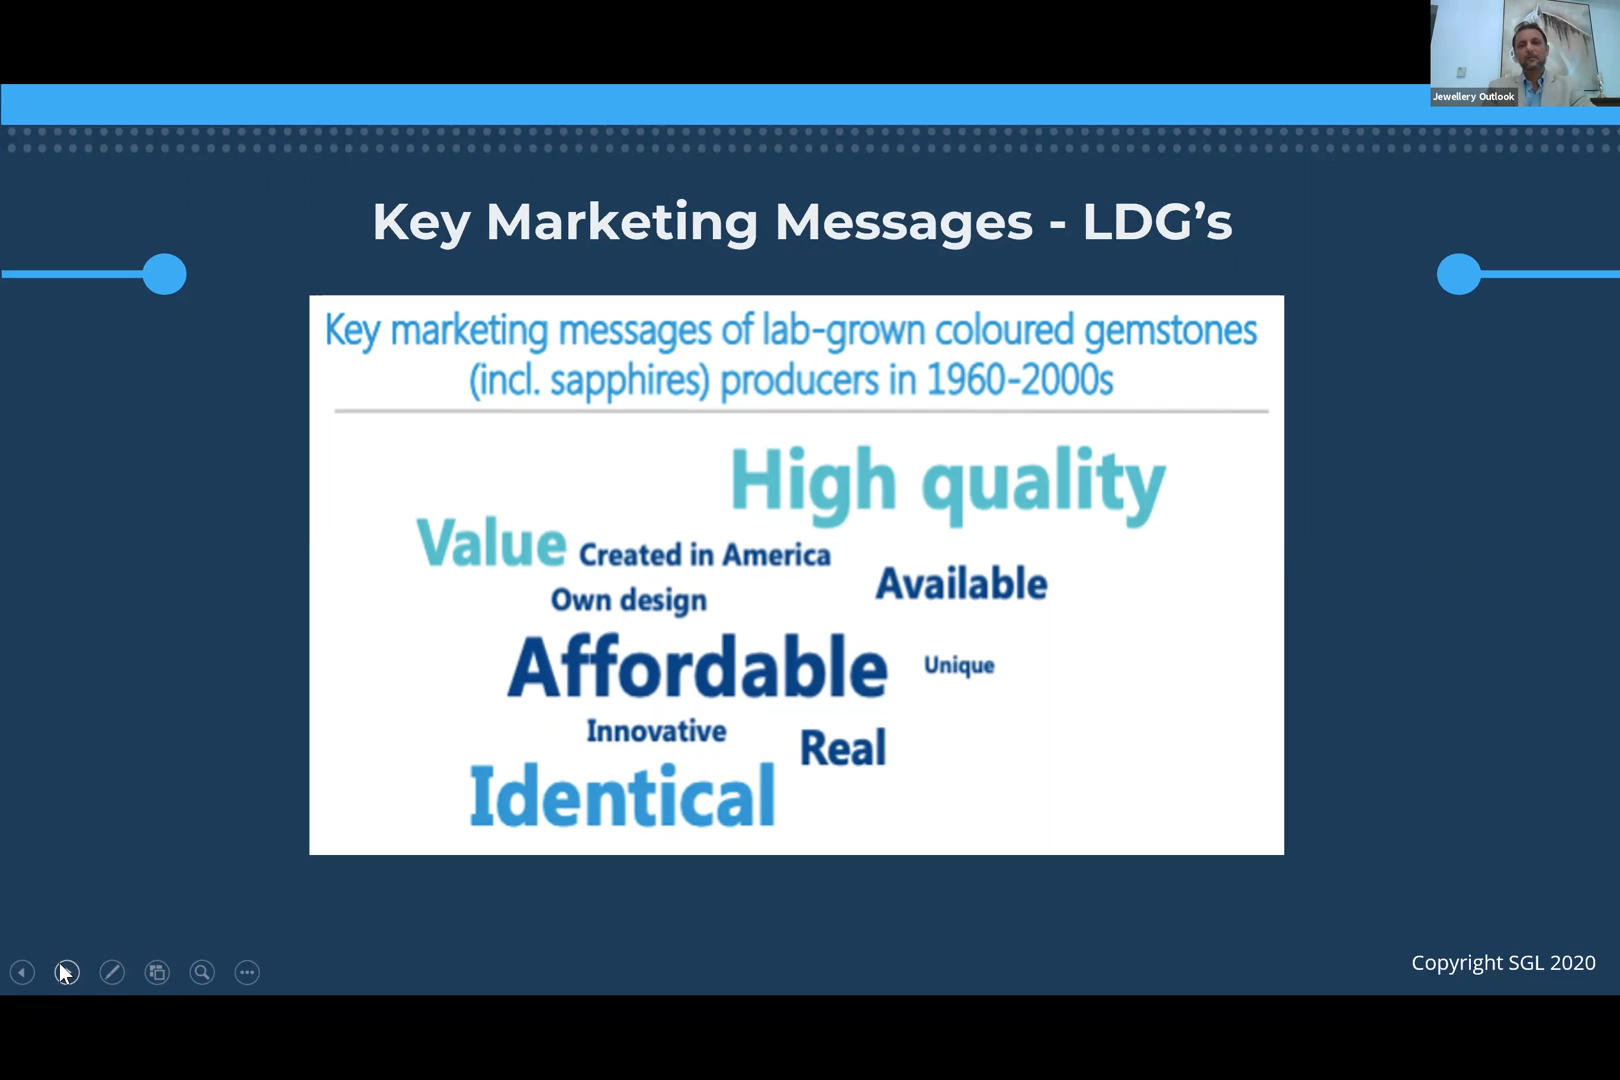 Jewellery Outlook
Key Marketing Messages - LDG’s
Key marketing messages of lab-grown coloured gemstones
(incl. sapphires) producers in 1960-2000s
High quality
Value
Created in America
Available
Own design
Affordable
Unique
Innovative
Real
Identical
Copyright SGL 2020